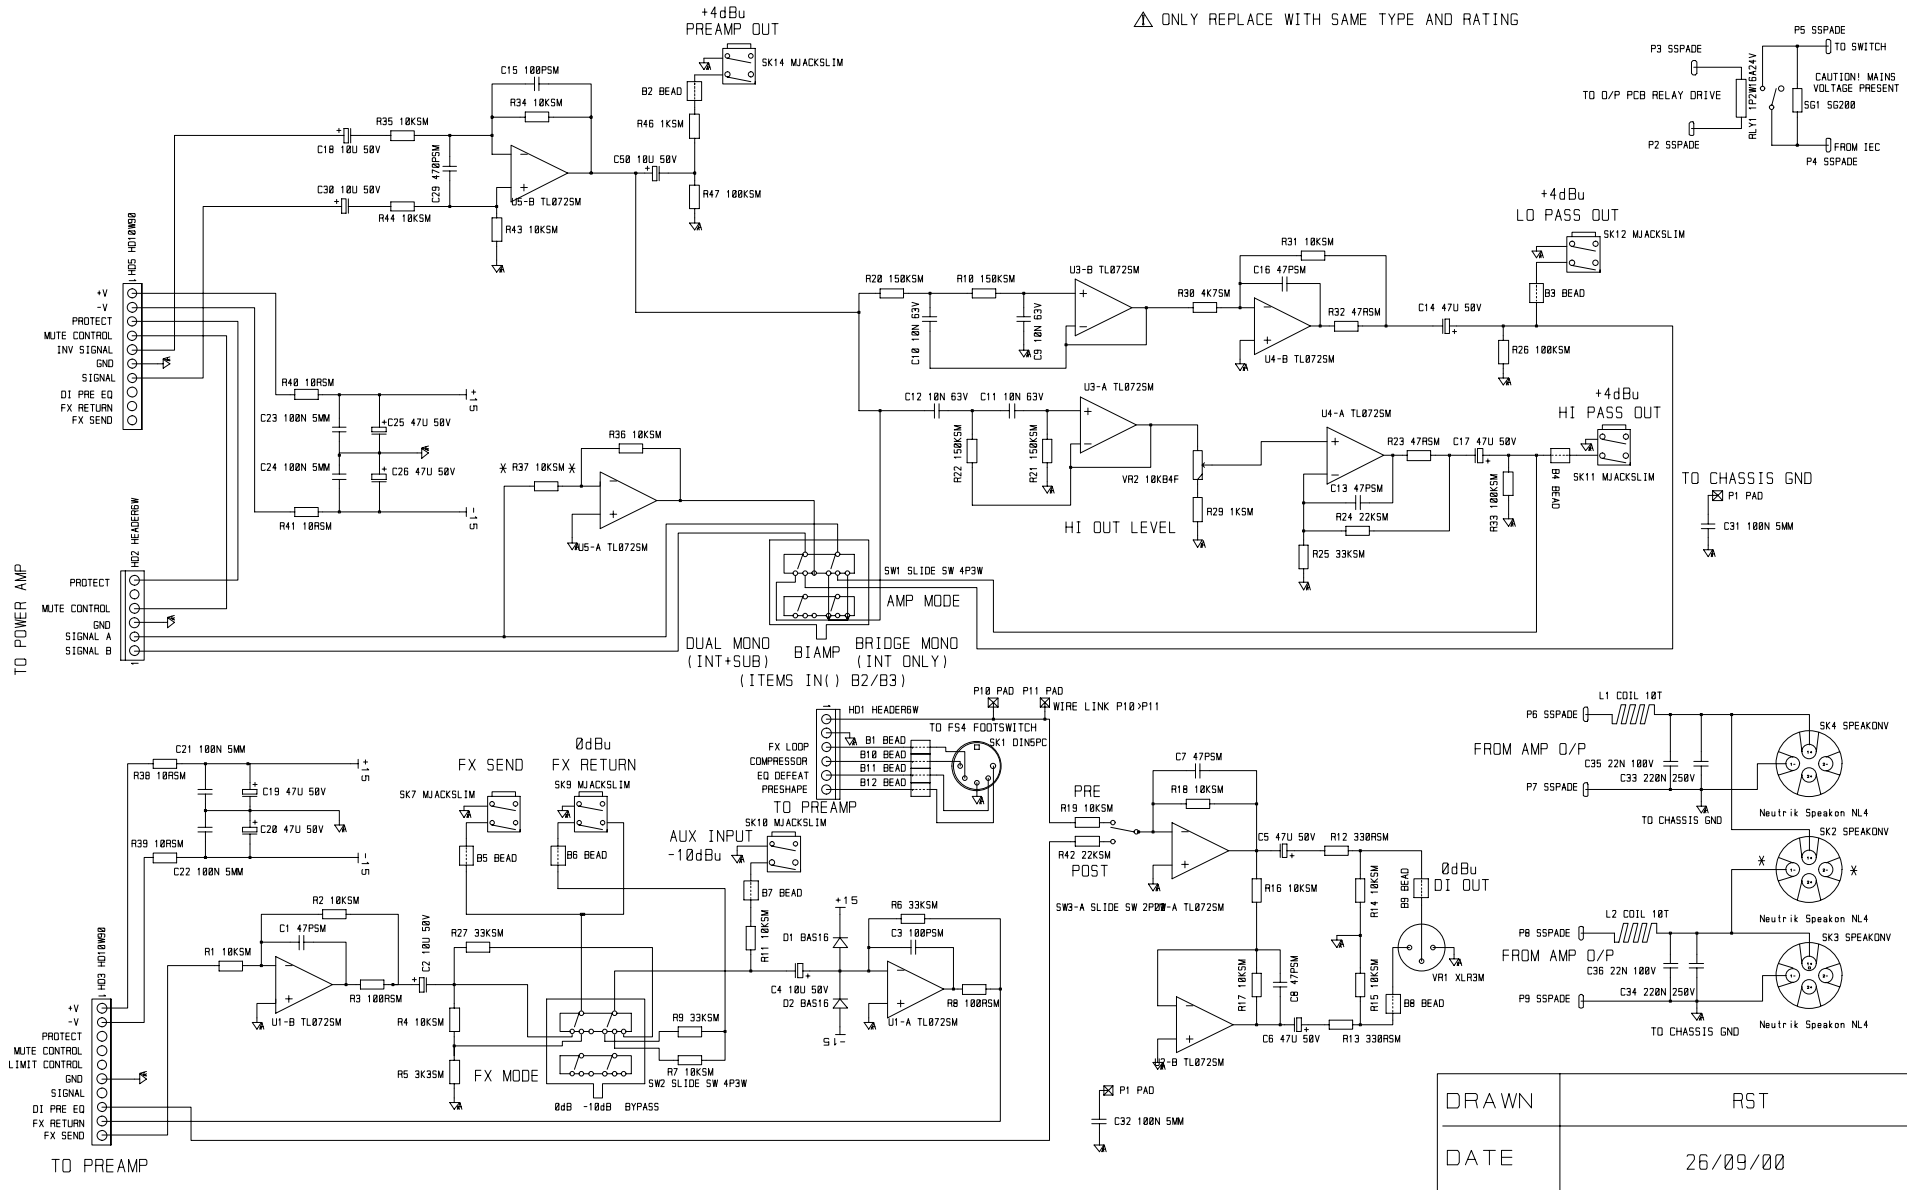 +4dBu
PREAMP OUT
SK14 MJACKSLIM
B2 BEAD
C15 100PSM
R34 10KSM
R46 1KSM
R35 10KSM
C18 10U 50V
C29 470PSM
C30 10U 50V
R44 10KSM
U5-B TL072SM
C50 10U 50V
R47 100KSM
R43 10KSM
ONLY REPLACE WITH SAME TYPE AND RATING
P5 SSPADE
TO SWITCH
P3 SSPADE
CAUTION! MAINS
VOLTAGE PRESENT
TO O/P PCB RELAY DRIVE
RLY1 1P2W16A24V
SG1 SG200
P2 SSPADE
FROM IEC
P4 SSPADE
HD5 HD10W90
1
+V
-V
PROTECT
MUTE CONTROL
INV SIGNAL
GND
SIGNAL
DI PRE EQ
FX RETURN
FX SEND
R40 10RSM
C23 100N 5MM
C25 47U 50V
C24 100N 5MM
C26 47U 50V
R41 10RSM
+15
-15
R20 150KSM
R10 150KSM
U3-B TL072SM
C10 10N 63V
C9 10N 63V
R30 4K7SM
R31 10KSM
C16 47PSM
R32 47RSM
U4-B TL072SM
C14 47U 50V
R26 100KSM
+4dBu
LO PASS OUT
SK12 MJACKSLIM
B3 BEAD
C12 10N 63V
C11 10N 63V
U3-A TL072SM
R22 150KSM
R21 150KSM
VR2 10KB4F
R29 1KSM
HI OUT LEVEL
U4-A TL072SM
R23 47RSM
C17 47U 50V
C13 47PSM
R24 22KSM
R25 33KSM
R33 100KSM
B4 BEAD
+4dBu
HI PASS OUT
SK11 MJACKSLIM
TO CHASSIS GND
P1 PAD
C31 100N 5MM
R36 10KSM
* R37 10KSM *
U5-A TL072SM
TO POWER AMP
HD2 HEADER6W
PROTECT
MUTE CONTROL
GND
SIGNAL A
SIGNAL B
1
SW1 SLIDE SW 4P3W
AMP MODE
DUAL MONO
(INT+SUB)
BIAMP
BRIDGE MONO
(INT ONLY)
(ITEMS IN() B2/B3)
C21 100N 5MM
R38 10RSM
C19 47U 50V
C20 47U 50V
R39 10RSM
C22 100N 5MM
+15
-15
FX SEND
SK7 MJACKSLIM
B5 BEAD
0dBu
FX RETURN
SK9 MJACKSLIM
B6 BEAD
AUX INPUT
-10dBu
SK10 MJACKSLIM
B7 BEAD
HD1 HEADER6W
1
FX LOOP
COMPRESSOR
EQ DEFEAT
PRESHAPE
TO PREAMP
B1 BEAD
B10 BEAD
B11 BEAD
B12 BEAD
TO FS4 FOOTSWITCH
SK1 DIN5PC
P10 PAD
P11 PAD
WIRE LINK P10>P11
HD3 HD10W90
1
+V
-V
PROTECT
MUTE CONTROL
LIMIT CONTROL
GND
SIGNAL
DI PRE EQ
FX RETURN
FX SEND
TO PREAMP
R1 10KSM
R2 10KSM
C1 47PSM
U1-B TL072SM
R3 100RSM
C2 10U 50V
R27 33KSM
R4 10KSM
R5 3K3SM
FX MODE
0dB
-10dB
BYPASS
SW2 SLIDE SW 4P3W
R9 33KSM
R7 10KSM
R11 10KSM
C4 10U 50V
+15
D1 BAS16
D2 BAS16
-15
R6 33KSM
C3 100PSM
U1-A TL072SM
R8 100RSM
PRE
R19 10KSM
R42 22KSM
POST
C7 47PSM
R18 10KSM
SW3-A SLIDE SW 2P2W
-A TL072SM
C5 47U 50V
R12 330RSM
R16 10KSM
R14 10KSM
B9 BEAD
0dBu
DI OUT
VR1 XLR3M
R17 10KSM
C8 47PSM
R15 10KSM
B8 BEAD
U2-B TL072SM
C6 47U 50V
R13 330RSM
P1 PAD
C32 100N 5MM
L1 COIL 10T
P6 SSPADE
FROM AMP O/P
C35 22N 100V
C33 220N 250V
P7 SSPADE
TO CHASSIS GND
SK4 SPEAKONV
Neutrik Speakon NL4
SK2 SPEAKONV
* *
Neutrik Speakon NL4
L2 COIL 10T
P8 SSPADE
FROM AMP O/P
C36 22N 100V
C34 220N 250V
P9 SSPADE
TO CHASSIS GND
SK3 SPEAKONV
Neutrik Speakon NL4
DRAWN RST
DATE 26/09/00